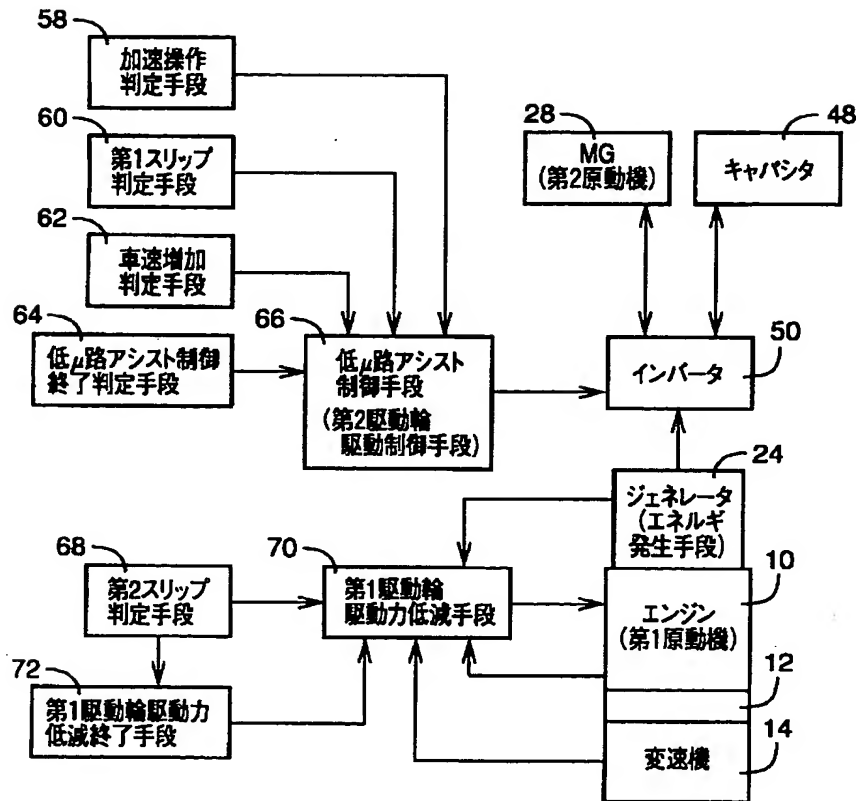 58
加速操作
判定手段
60
第1スリップ
判定手段
62
車速増加
判定手段
64
低μ路アシスト制御
終了判定手段
66
低μ路アシスト
制御手段
(第2駆動輪
駆動制御手段)
28
MG
(第2原動機)
48
キャパシタ
インバータ
50
24
ジェネレータ
(エネルギ
発生手段)
68
第2スリップ
判定手段
70
第1駆動輪
駆動力低減手段
10
エンジン
(第1原動機)
12
72
第1駆動輪駆動力
低減終了手段
変速機
14